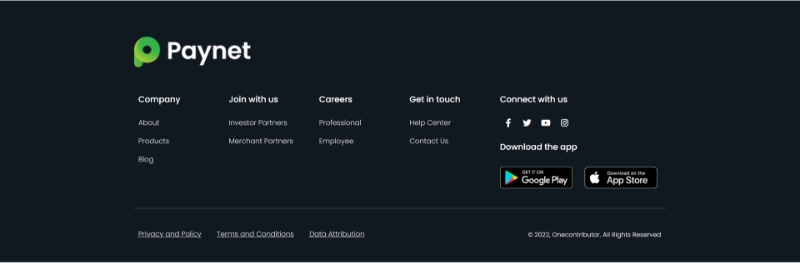 Paynet
Company
About
Products
Blog
Join with us
Investor Partners
Merchant Partners
Careers
Professional
Employee
Get in touch
Help Center
Contact Us
Connect with us
Download the app
GET IT ON
Google Play
Download on the
App Store
Privacy and Policy
Terms and Conditions
Data Attribution
© 2022, Onecontributor. All Rights Reserved